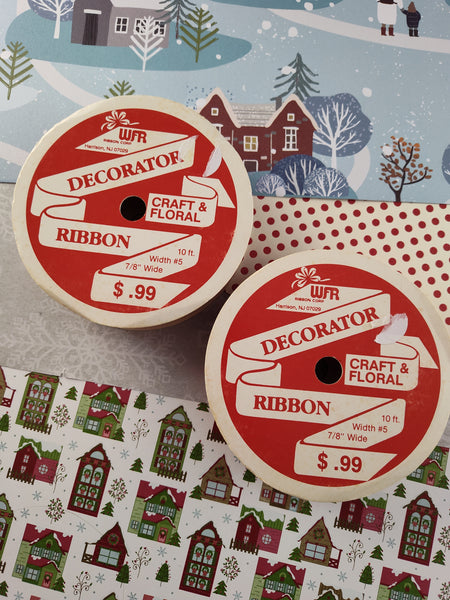 WFR
RIBBON CORP.
Harrison, NJ 07029
DECORATOR
CRAFT &
FLORAL
RIBBON
10 ft.
Width #5
7/8" Wide
$ .99
WFR
RIBBON CORP.
Harrison, NJ 07029
DECORATOR
CRAFT &
FLORAL
RIBBON
10 ft.
Width #5
7/8" Wide
$ .99